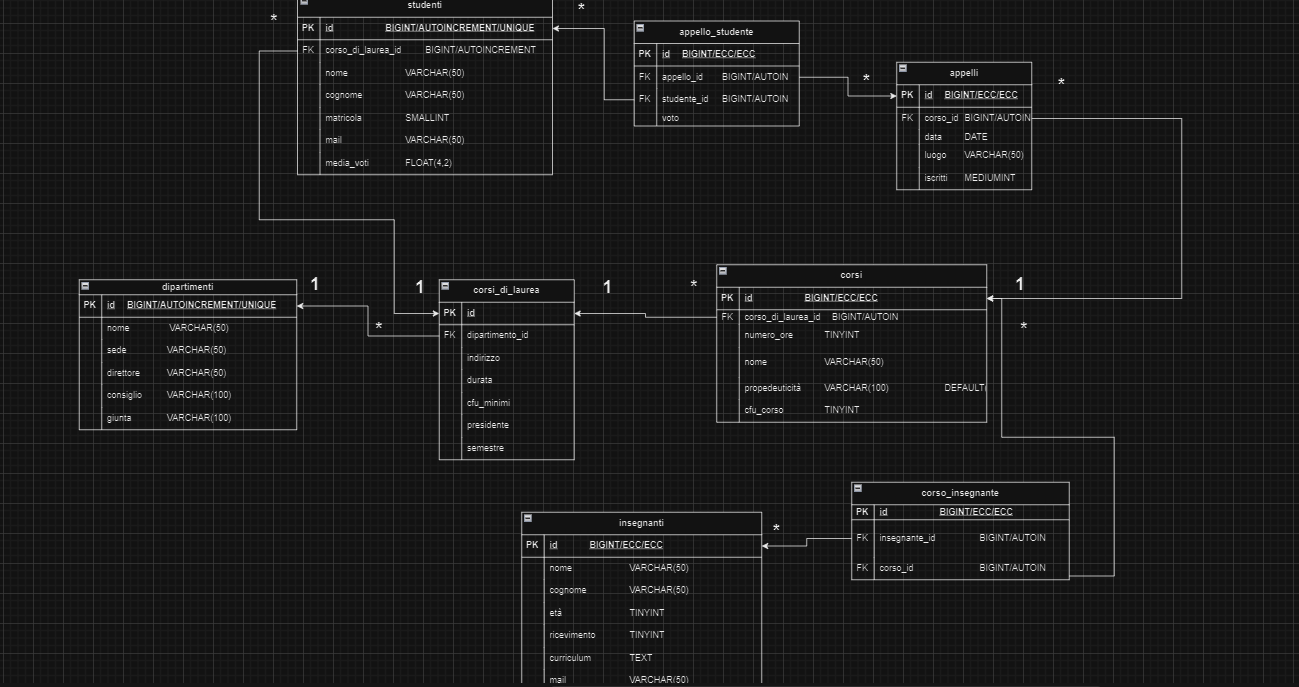 studenti
* *
PK id BIGINT/AUTOINCREMENT/UNIQUE
FK corso_di_laurea_id BIGINT/AUTOINCREMENT
nome VARCHAR(50)
cognome VARCHAR(50)
matricola SMALLINT
mail VARCHAR(50)
media_voti FLOAT(4,2)
appello_studente
PK id BIGINT/ECC/ECC
FK appello_id BIGINT/AUTOIN
FK studente_id BIGINT/AUTOIN
voto
* *
appelli
PK id BIGINT/ECC/ECC
FK corso_id BIGINT/AUTOIN
data DATE
luogo VARCHAR(50)
iscritti MEDIUMINT
dipartimenti
PK id BIGINT/AUTOINCREMENT/UNIQUE
nome VARCHAR(50)
sede VARCHAR(50)
direttore VARCHAR(50)
consiglio VARCHAR(100)
giunta VARCHAR(100)
1
*
1
corsi_di_laurea
PK id
FK dipartimento_id
indirizzo
durata
cfu_minimi
presidente
semestre
1
*
corsi
PK id BIGINT/ECC/ECC
FK corso_di_laurea_id BIGINT/AUTOIN
numero_ore TINYINT
nome VARCHAR(50)
propedeuticità VARCHAR(100) DEFAULT(
cfu_corso TINYINT
1
*
corso_insegnante
PK id BIGINT/ECC/ECC
FK insegnante_id BIGINT/AUTOIN
FK corso_id BIGINT/AUTOIN
*
insegnanti
PK id BIGINT/ECC/ECC
nome VARCHAR(50)
cognome VARCHAR(50)
età TINYINT
ricevimento TINYINT
curriculum TEXT
mail VARCHAR(50)